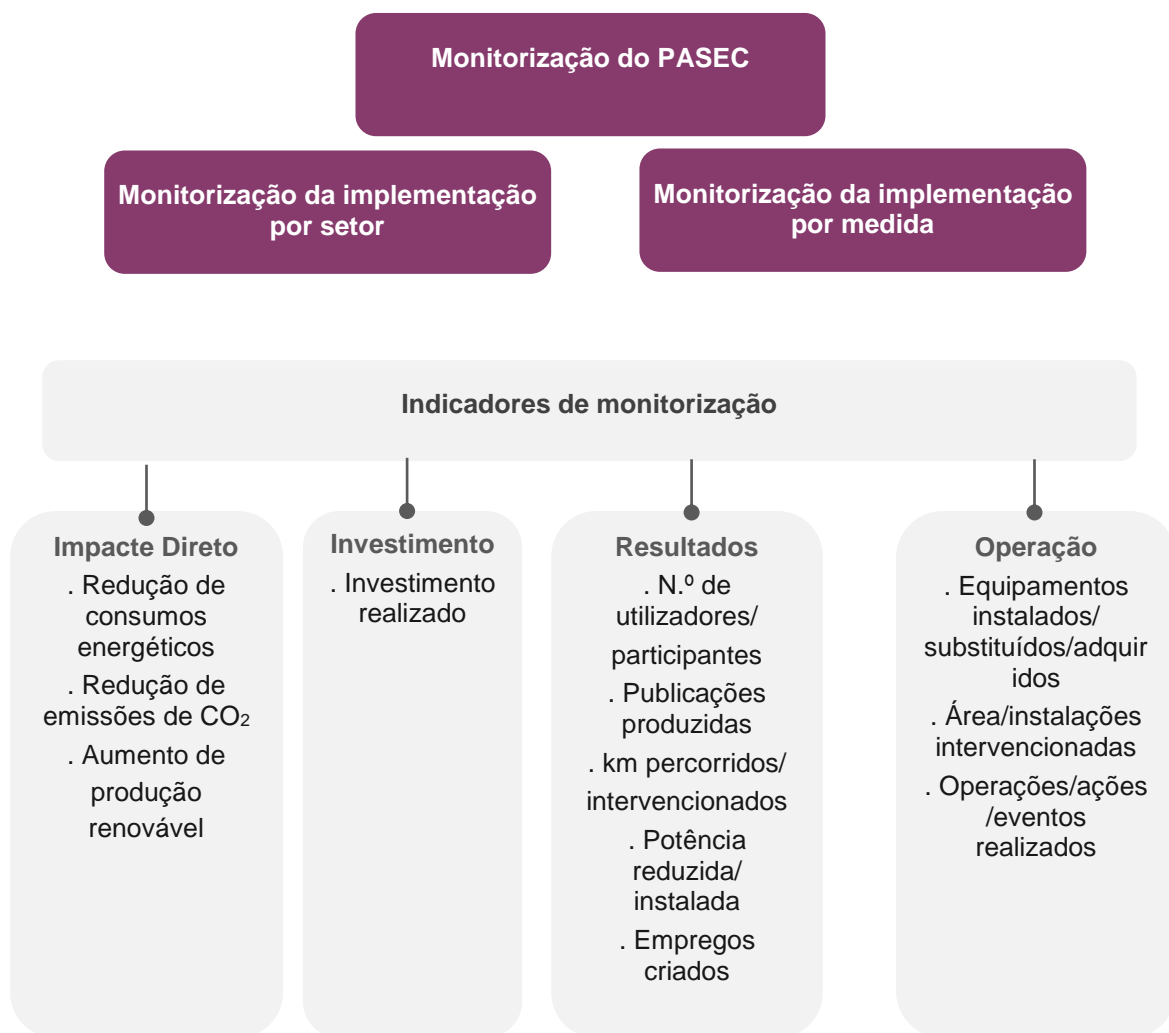 Monitorização do PASEC
Monitorização da implementação
por setor
Monitorização da implementação
por medida
Indicadores de monitorização
Impacte Direto
. Redução de
consumos
energéticos
. Redução de
emissões de CO₂
. Aumento de
produção
renovável
Investimento
. Investimento
realizado
Resultados
. N.º de
utilizadores/
participantes
. Publicações
produzidas
. km percorridos/
intervencionados
. Potência
reduzida/
instalada
. Empregos
criados
Operação
. Equipamentos
instalados/
substituídos/adquir
idos
. Área/instalações
intervencionadas
. Operações/ações
/eventos
realizados